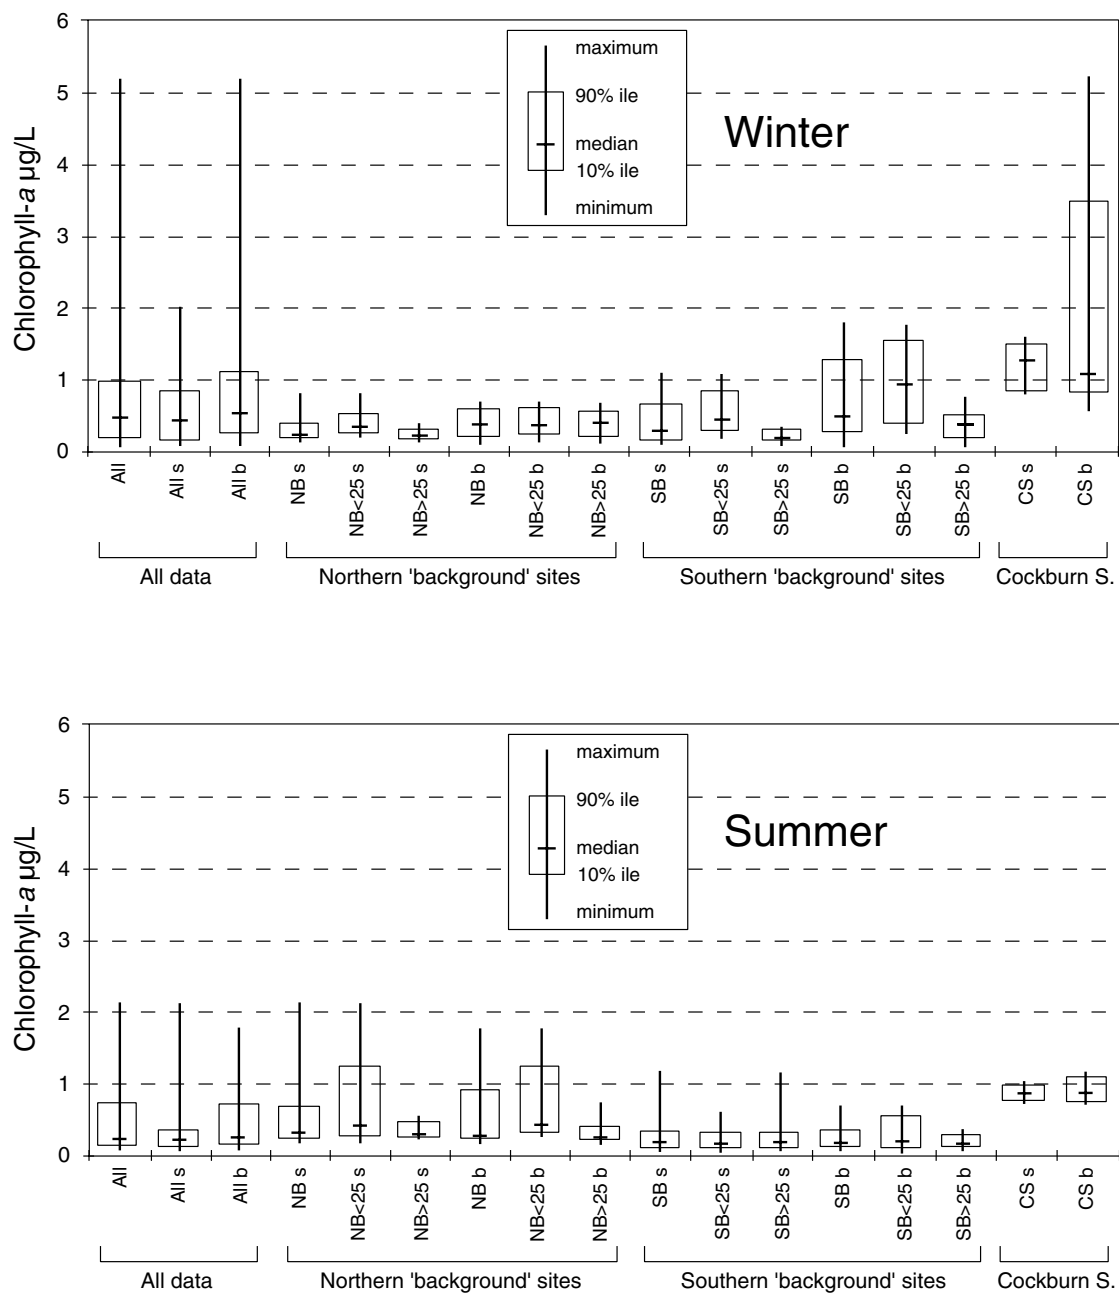 6
5
4
3
2
1
0
Chlorophyll-a µg/L
maximum
90% ile
median
10% ile
minimum
Winter
All
All s
All b
NB s
NB<25 s
NB>25 s
NB b
NB<25 b
NB>25 b
SB s
SB<25 s
SB>25 s
SB b
SB<25 b
SB>25 b
CS s
CS b
All data
Northern 'background' sites
Southern 'background' sites
Cockburn S.
6
5
4
3
2
1
0
Chlorophyll-a µg/L
maximum
90% ile
median
10% ile
minimum
Summer
All
All s
All b
NB s
NB<25 s
NB>25 s
NB b
NB<25 b
NB>25 b
SB s
SB<25 s
SB>25 s
SB b
SB<25 b
SB>25 b
CS s
CS b
All data
Northern 'background' sites
Southern 'background' sites
Cockburn S.